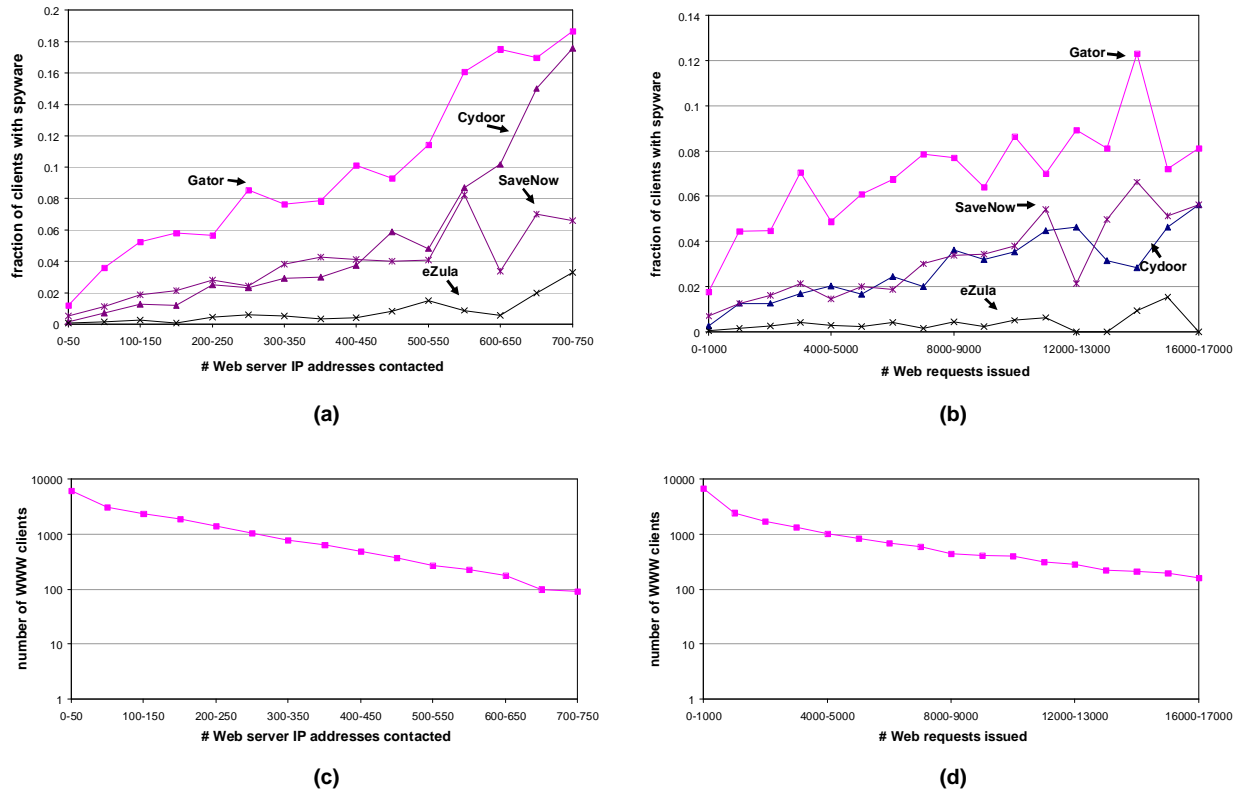 0.2
0.18
0.16
0.14
0.12
0.1
0.08
0.06
0.04
0.02
0
fraction of clients with spyware
Gator
Cydoor
SaveNow
eZula
0-50 100-150 200-250 300-350 400-450 500-550 600-650 700-750
# Web server IP addresses contacted
(a)
0.14
0.12
0.1
0.08
0.06
0.04
0.02
0
fraction of clients with spyware
Gator
SaveNow
Cydoor
eZula
0-1000 4000-5000 8000-9000 12000-13000 16000-17000
# Web requests issued
(b)
10000
1000
100
10
1
number of WWW clients
0-50 100-150 200-250 300-350 400-450 500-550 600-650 700-750
# Web server IP addresses contacted
(c)
10000
1000
100
10
1
number of WWW clients
0-1000 4000-5000 8000-9000 12000-13000 16000-17000
# Web requests issued
(d)